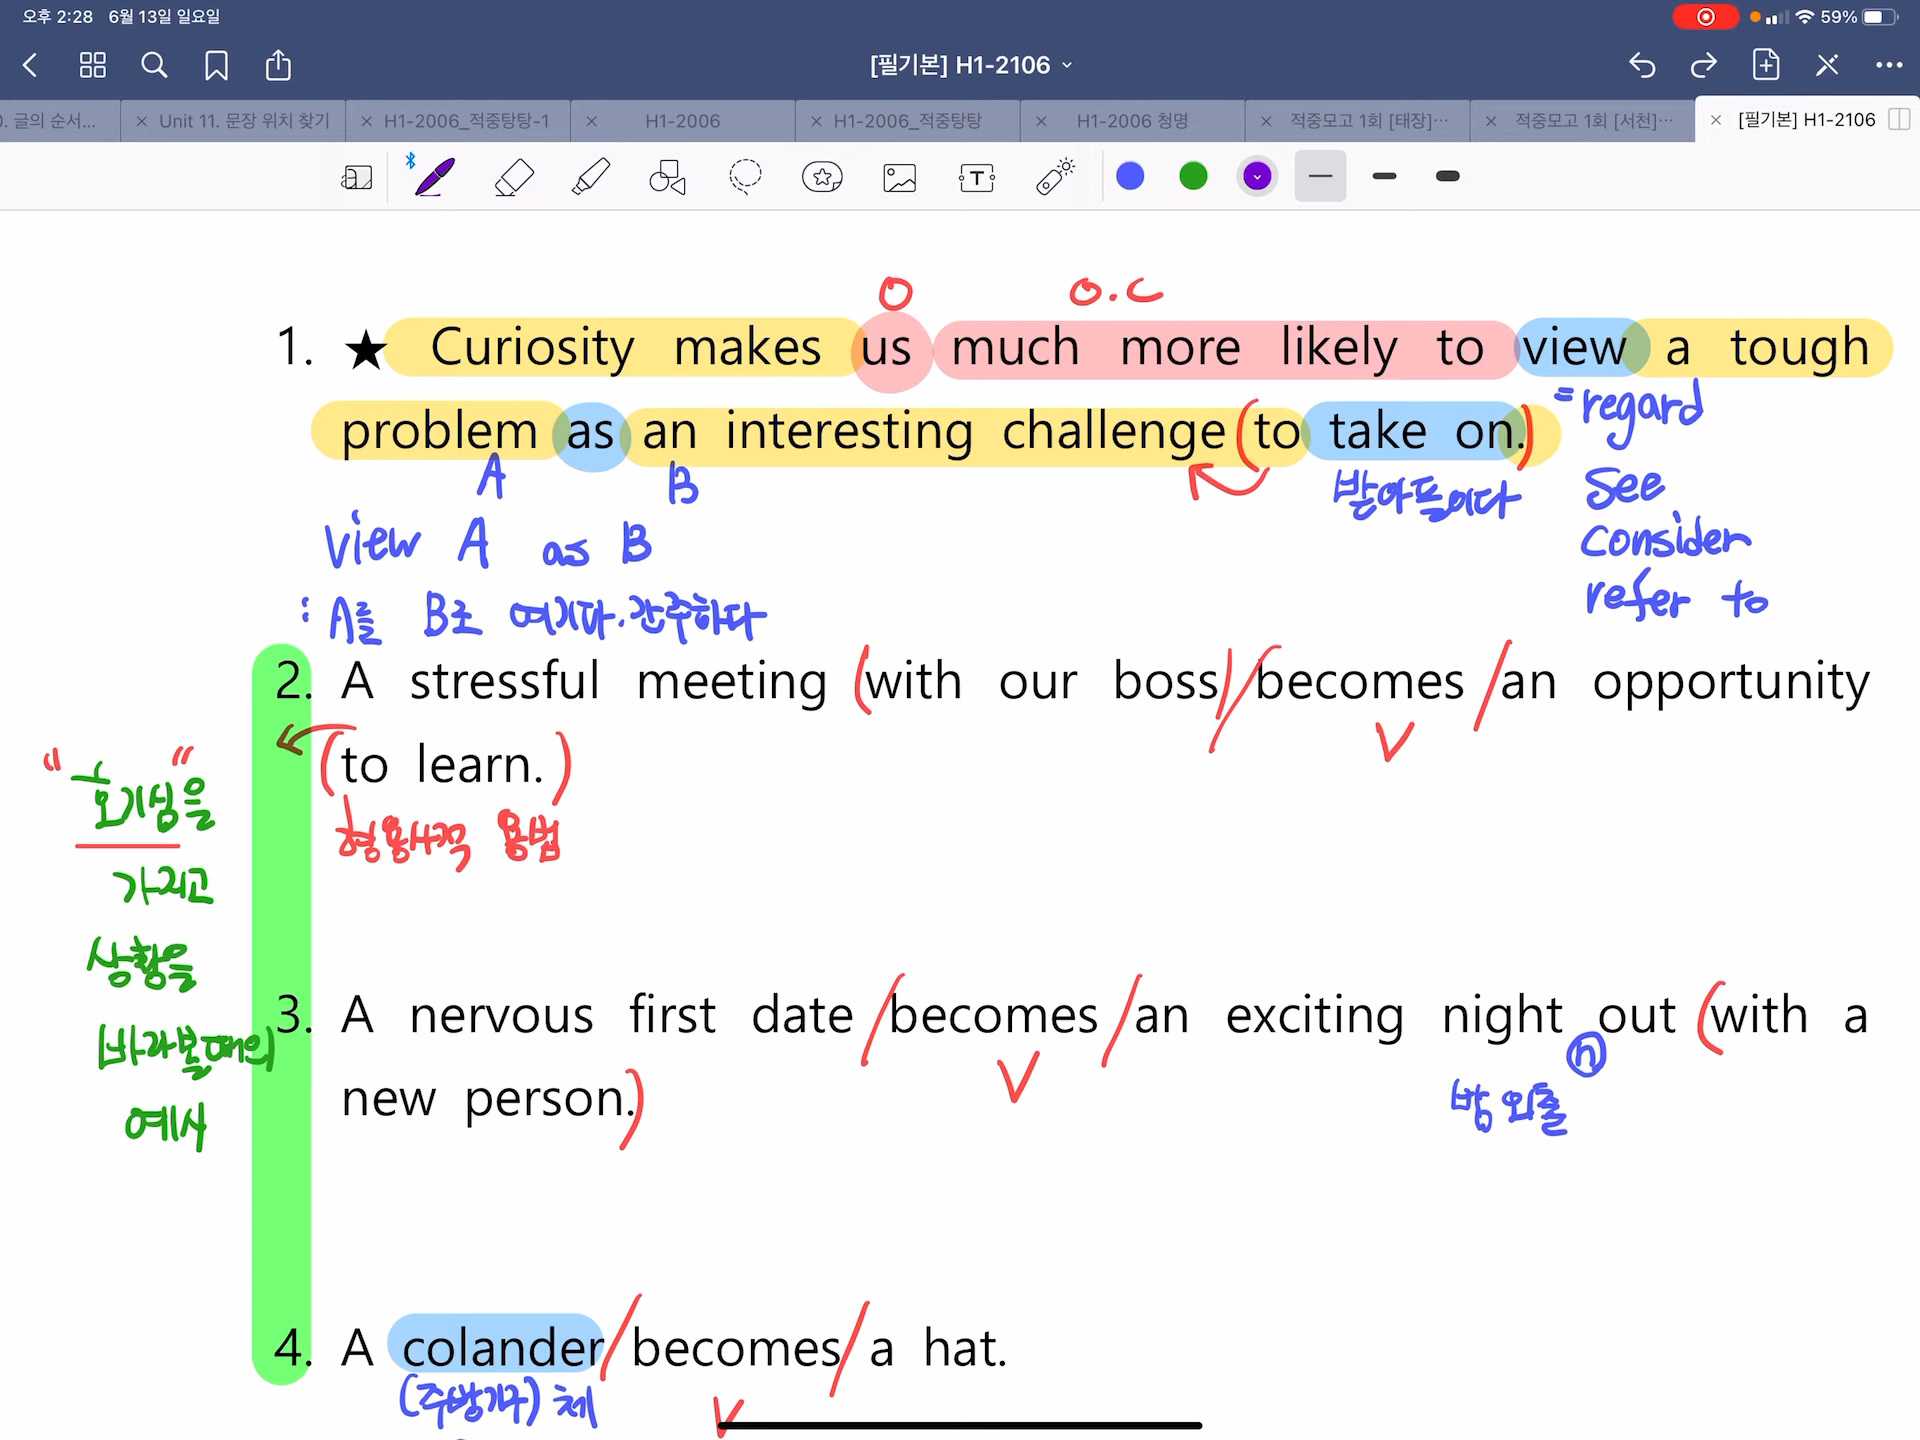 오후 2:28 6월 13일 일요일
59%
[필기본] H1-2106
0. 글의 순서...
Unit 11. 문장 위치 찾기
H1-2006_적중탕탕-1
H1-2006
H1-2006_적중탕탕
H1-2006 청명
적중모고 1회 [태장]...
적중모고 1회 [서천]...
[필기본] H1-2106
O O.C
1. ★ Curiosity makes us much more likely to view a tough
= regard
problem as an interesting challenge (to take on.)
A B 받아들이다 see
view A as B consider
: A를 B로 여기다. 간주하다 refer to
2. A stressful meeting (with our boss) / becomes / an opportunity
V
(to learn.)
형용사적 용법
"호기심"을
가지고
상황을
바라볼때의
예시
3. A nervous first date / becomes / an exciting night out (with a
V n
new person.)
밤 외출
4. A colander / becomes / a hat.
(주방기구) 체 V